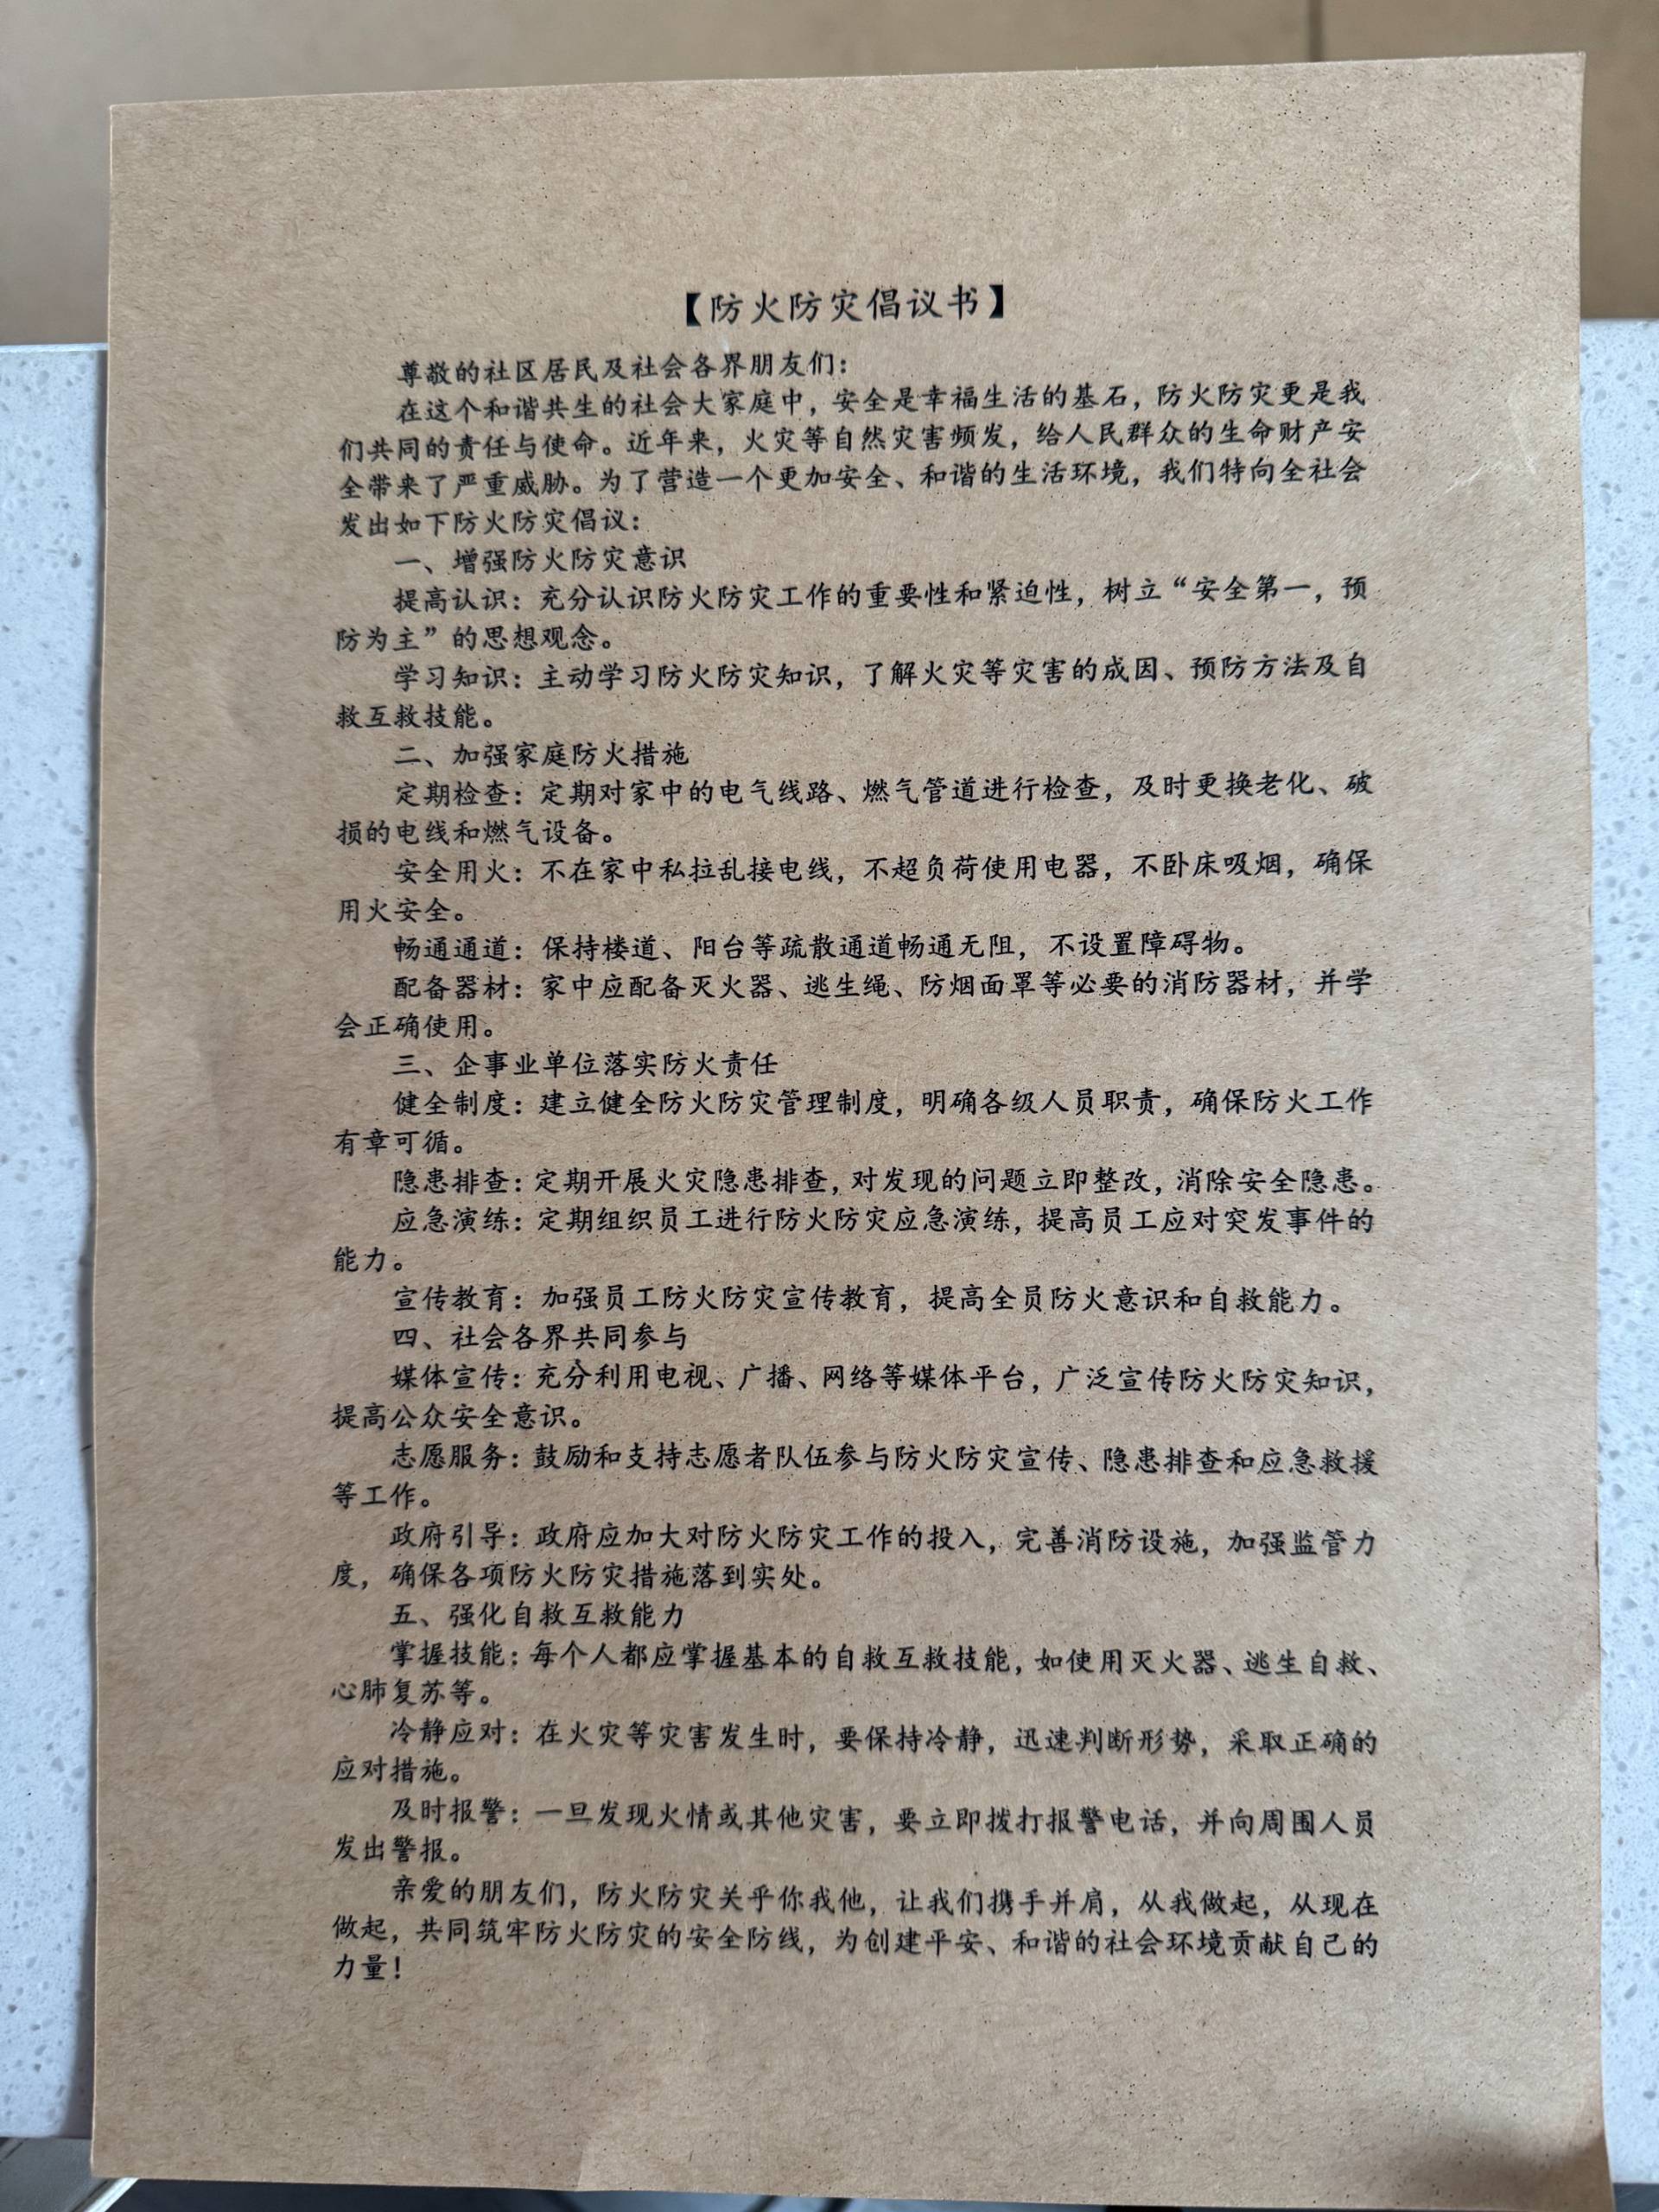 【防火防灾倡议书】
尊敬的社区居民及社会各界朋友们：
在这个和谐共生的社会大家庭中，安全是幸福生活的基石，防火防灾更是我
们共同的责任与使命。近年来，火灾等自然灾害频发，给人民群众的生命财产安
全带来了严重威胁。为了营造一个更加安全、和谐的生活环境，我们特向全社会
发出如下防火防灾倡议：
一、增强防火防灾意识
提高认识：充分认识防火防灾工作的重要性和紧迫性，树立“安全第一，预
防为主”的思想观念。
学习知识：主动学习防火防灾知识，了解火灾等灾害的成因、预防方法及自
救互救技能。
二、加强家庭防火措施
定期检查：定期对家中的电气线路、燃气管道进行检查，及时更换老化、破
损的电线和燃气设备。
安全用火：不在家中私拉乱接电线，不超负荷使用电器，不卧床吸烟，确保
用火安全。
畅通通道：保持楼道、阳台等疏散通道畅通无阻，不设置障碍物。
配备器材：家中应配备灭火器、逃生绳、防烟面罩等必要的消防器材，并学
会正确使用。
三、企事业单位落实防火责任
健全制度：建立健全防火防灾管理制度，明确各级人员职责，确保防火工作
有章可循。
隐患排查：定期开展火灾隐患排查，对发现的问题立即整改，消除安全隐患。
应急演练：定期组织员工进行防火防灾应急演练，提高员工应对突发事件的
能力。
宣传教育：加强员工防火防灾宣传教育，提高全员防火意识和自救能力。
四、社会各界共同参与
媒体宣传：充分利用电视、广播、网络等媒体平台，广泛宣传防火防灾知识，
提高公众安全意识。
志愿服务：鼓励和支持志愿者队伍参与防火防灾宣传、隐患排查和应急救援
等工作。
政府引导：政府应加大对防火防灾工作的投入，完善消防设施，加强监管力
度，确保各项防火防灾措施落到实处。
五、强化自救互救能力
掌握技能：每个人都应掌握基本的自救互救技能，如使用灭火器、逃生自救、
心肺复苏等。
冷静应对：在火灾等灾害发生时，要保持冷静，迅速判断形势，采取正确的
应对措施。
及时报警：一旦发现火情或其他灾害，要立即拨打报警电话，并向周围人员
发出警报。
亲爱的朋友们，防火防灾关乎你我他，让我们携手并肩，从我做起，从现在
做起，共同筑牢防火防灾的安全防线，为创建平安、和谐的社会环境贡献自己的
力量！